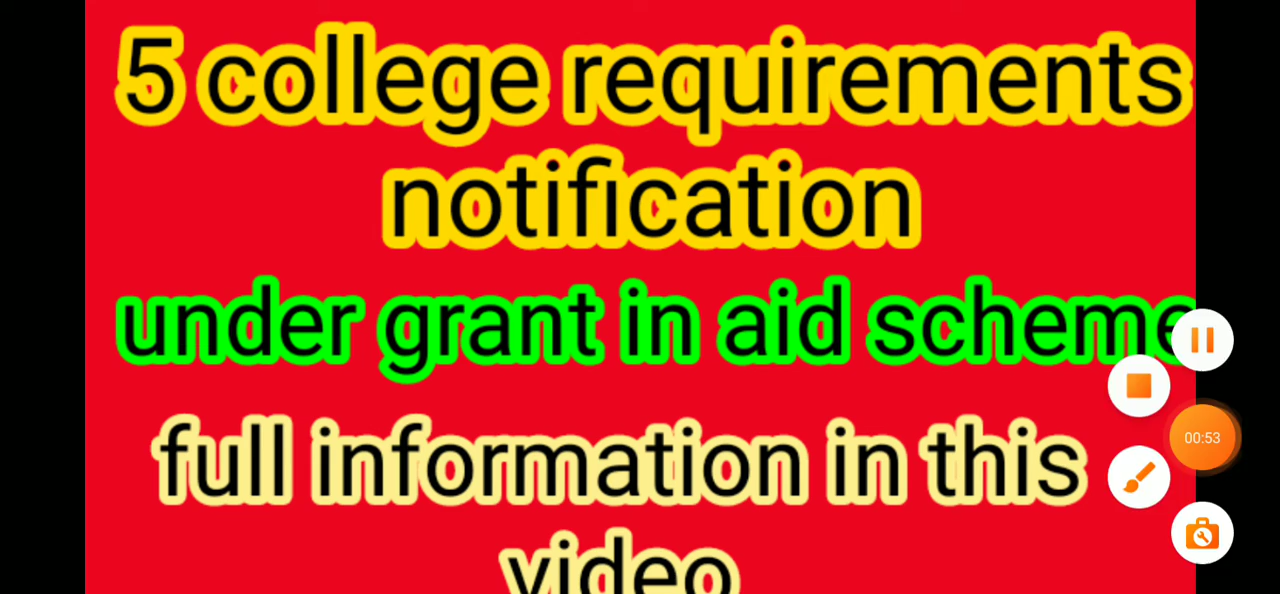 5 college requirements
notification
under grant in aid scheme
full information in this
video
00:53